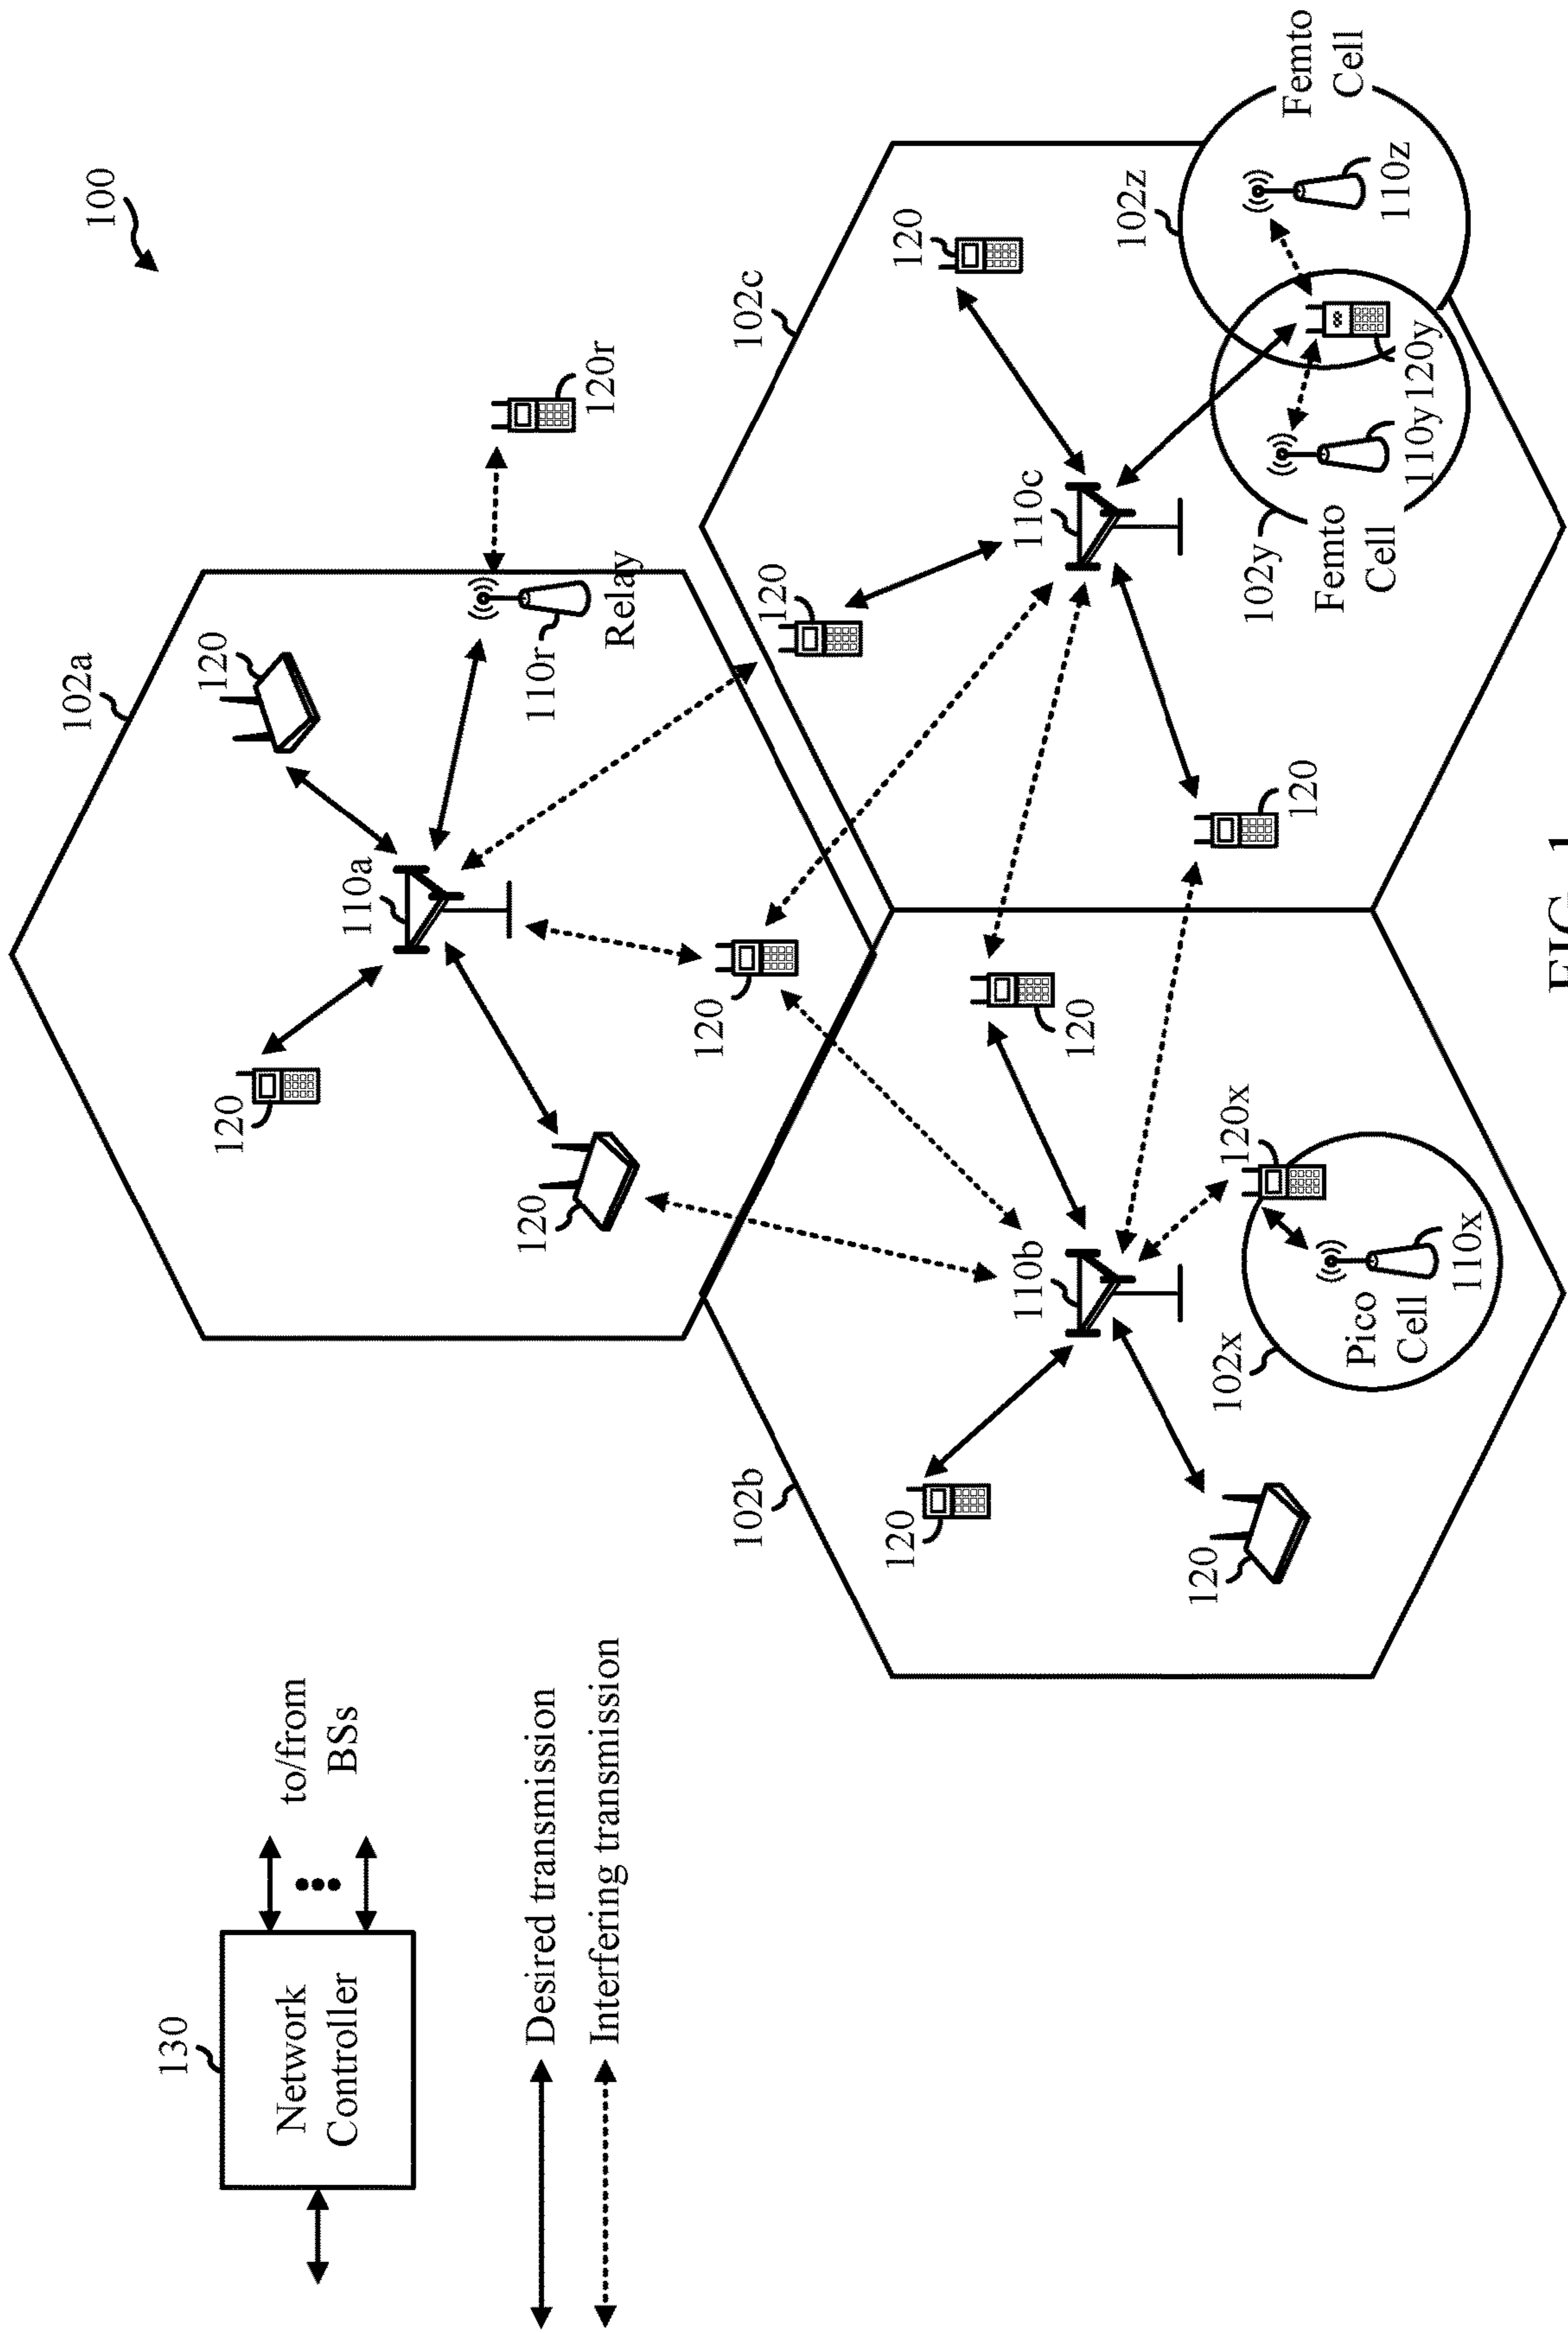 100
102a
130
120
120
Network
Controller
to/from
BSs
110a
120
110r
120r
Relay
Desired transmission
Interfering transmission
120
102b
102c
120
120
120
110b
110c
120
102z
120
102x
120x
120
102y
Femto
Cell
Femto
Cell
Pico
Cell
110z
110y
120y
110x
FIG. 1